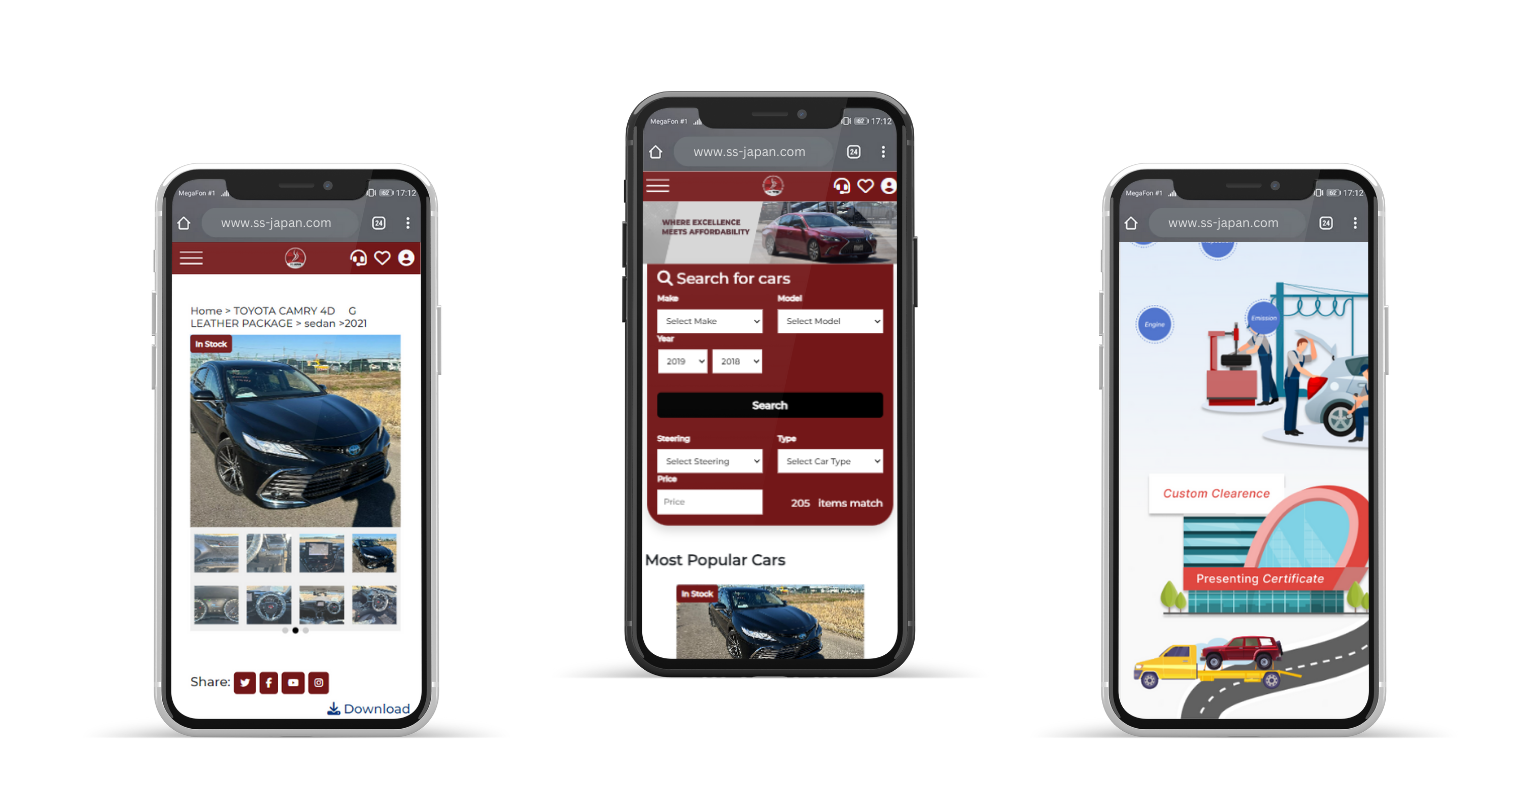 MegaFon #1
62
17:12
www.ss-japan.com
24
Home > TOYOTA CAMRY 4D G
LEATHER PACKAGE > sedan >2021
In Stock
Share:
Download
MegaFon #1
62
17:12
www.ss-japan.com
24
WHERE EXCELLENCE
MEETS AFFORDABILITY
Search for cars
Make
Model
Select Make
Select Model
Year
2019
2018
Search
Steering
Type
Select Steering
Select Car Type
Price
Price
205 items match
Most Popular Cars
In Stock
MegaFon #1
62
17:12
www.ss-japan.com
24
Engine
Emission
Custom Clearence
Presenting Certificate